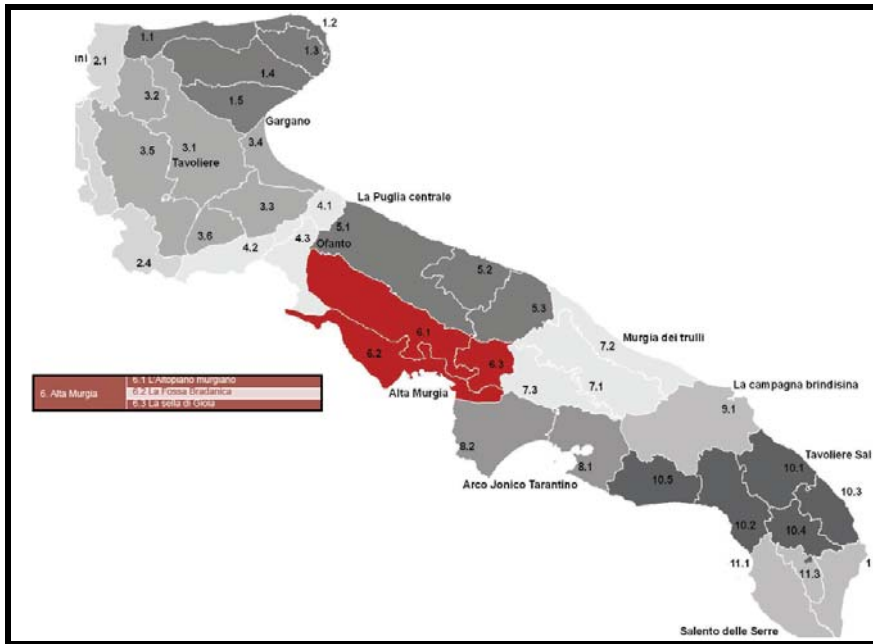 1.2
1.1
1.3
ni
2.1
1.4
3.2
1.5
Gargano
3.4
3.1
3.5
Tavoliere
La Puglia centrale
3.3
4.1
5.1
3.6
4.3
Ofanto
4.2
2.4
5.2
5.3
6.1
7.2
Murgia dei trulli
6.2
6.3
6. Alta Murgia
6.1 L'Altopiano murgiano
6.2 La Fossa Bradanica
6.3 La sella di Gioia
Alta Murgia
7.3
7.1
La campagna brindisina
9.1
8.2
8.1
Tavoliere Sal
10.1
Arco Jonico Tarantino
10.5
10.3
10.2
10.4
11.1
11.3
1
Salento delle Serre